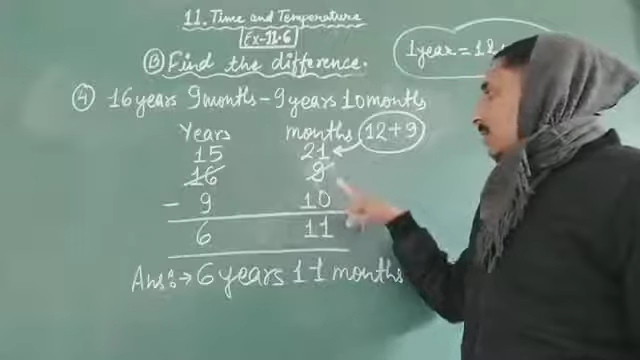 11. Time and Temperature
Ex-11.6
(B) Find the difference.
1 year = 12
(4) 16 years 9 months - 9 years 10 months
Years months 12+9
15 21
16 9
- 9 10
6 11
Ans:→ 6 years 11 months